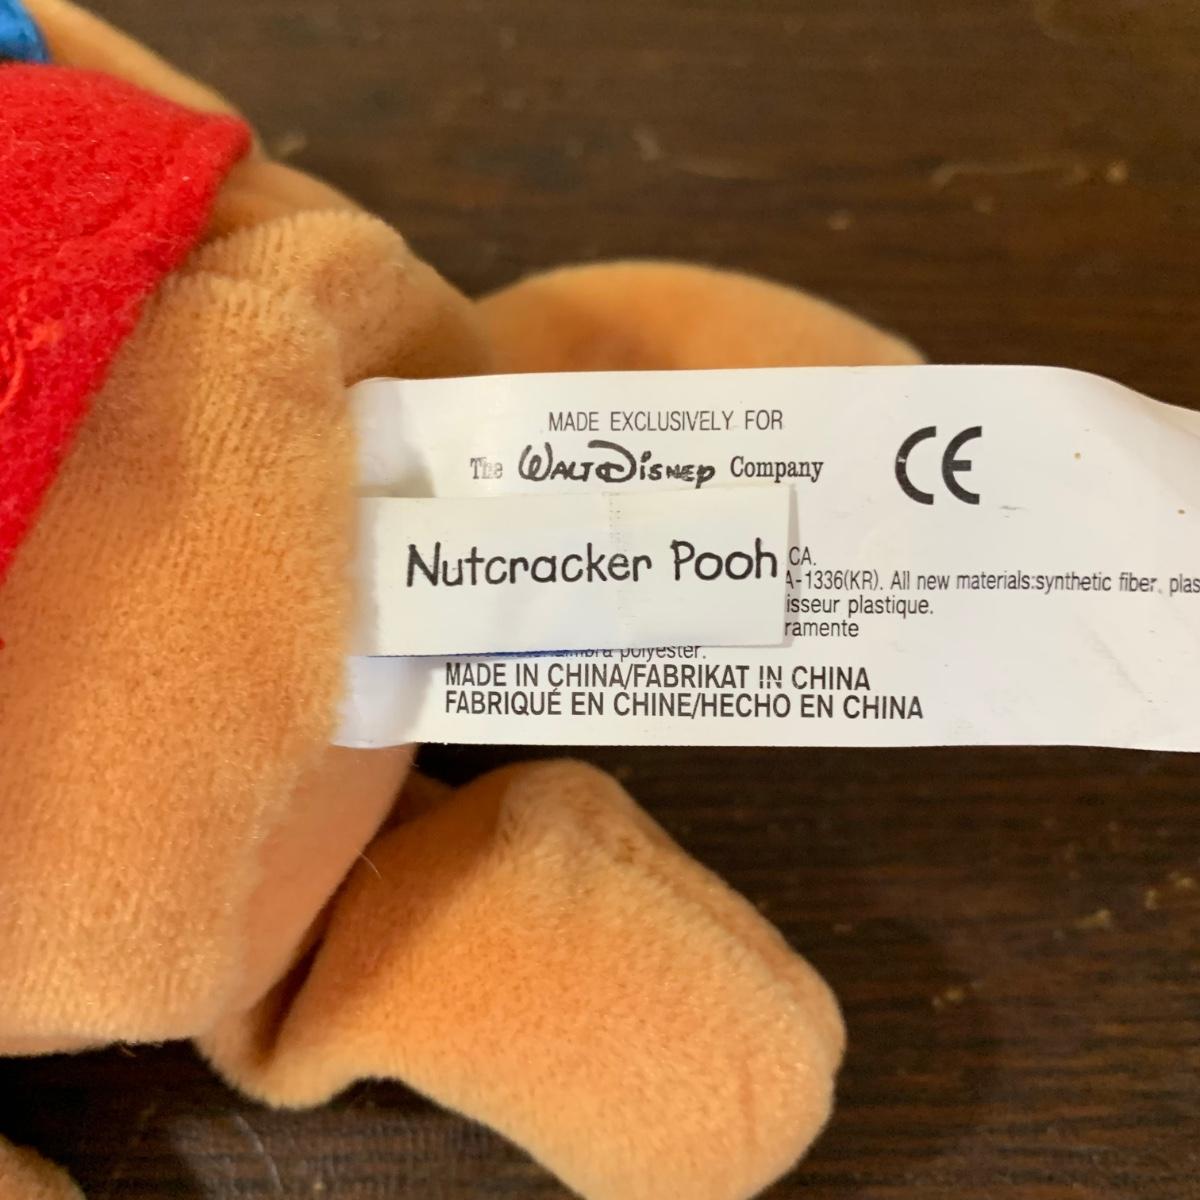 MADE EXCLUSIVELY FOR
The WALT DISNEY Company
CE
Nutcracker Pooh
CA.
A-1336(KR). All new materials:synthetic fiber, plas
isseur plastique.
ramente
polyester.
MADE IN CHINA/FABRIKAT IN CHINA
FABRIQUÉ EN CHINE/HECHO EN CHINA